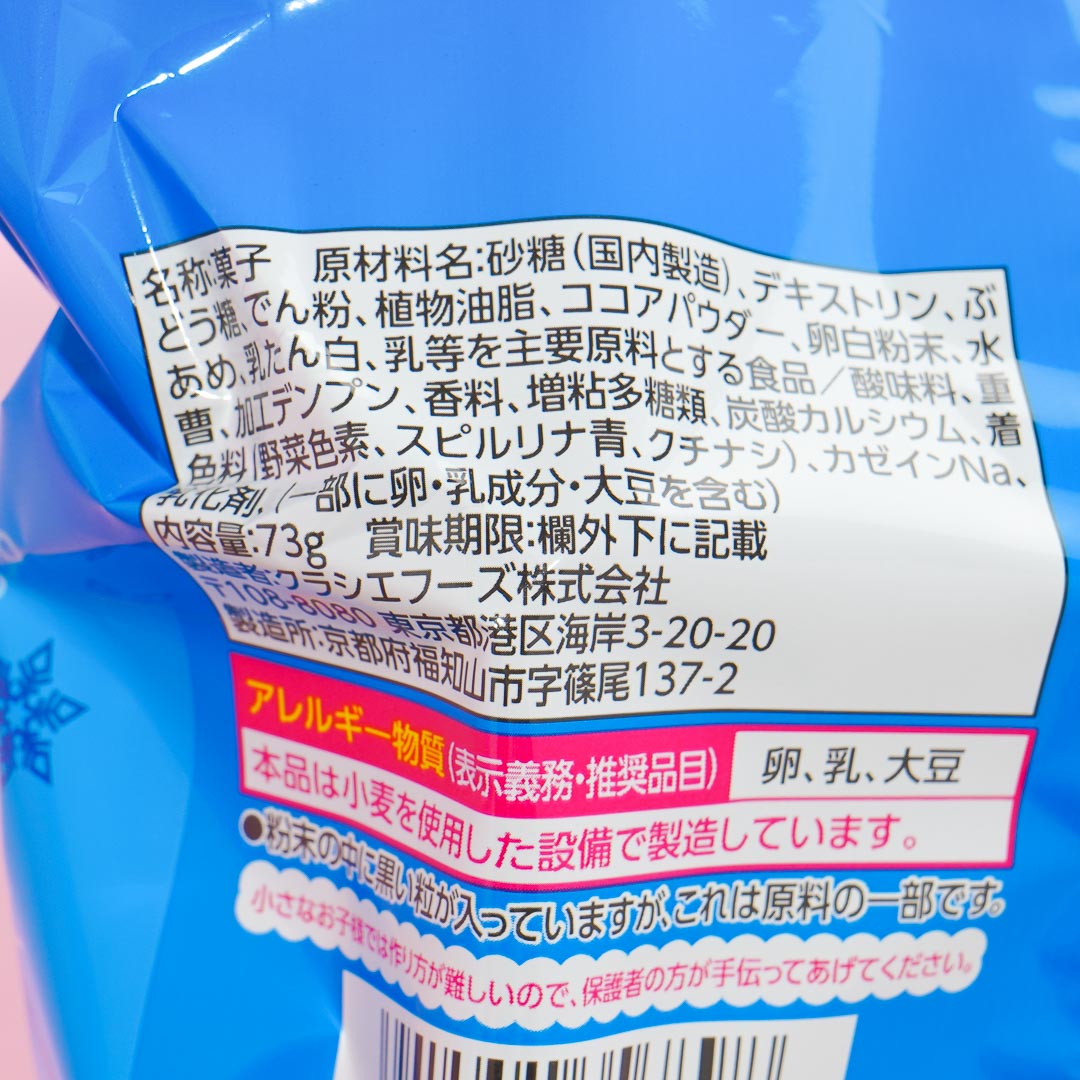 名称:菓子 原材料名:砂糖(国内製造)、デキストリン、ぶ
どう糖、でん粉、植物油脂、ココアパウダー、卵白粉末、水
あめ、乳たん白、乳等を主要原料とする食品/酸味料、重
曹、加工デンプン、香料、増粘多糖類、炭酸カルシウム、着
色料(野菜色素、スピルリナ青、クチナシ)、カゼインNa、
乳化剤、(一部に卵・乳成分・大豆を含む)
内容量:73g 賞味期限:欄外下に記載
製造者:クラシエフーズ株式会社
〒108-8080 東京都港区海岸3-20-20
製造所:京都府福知山市字篠尾137-2
アレルギー物質(表示義務・推奨品目) 卵、乳、大豆
本品は小麦を使用した設備で製造しています。
●粉末の中に黒い粒が入っていますが、これは原料の一部です。
小さなお子様では作り方が難しいので、保護者の方が手伝ってあげてください。